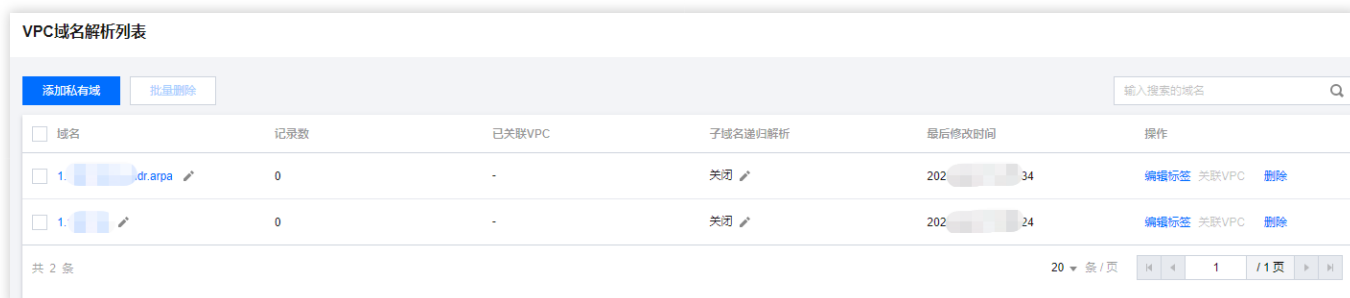 VPC域名解析列表
添加私有域 批量删除 输入搜索的域名
域名 记录数 已关联VPC 子域名递归解析 最后修改时间 操作
1. dr.arpa 0 - 关闭 202 34 编辑标签 关联VPC 删除
1. 0 - 关闭 202 24 编辑标签 关联VPC 删除
共 2 条 20 条 / 页 1 / 1 页